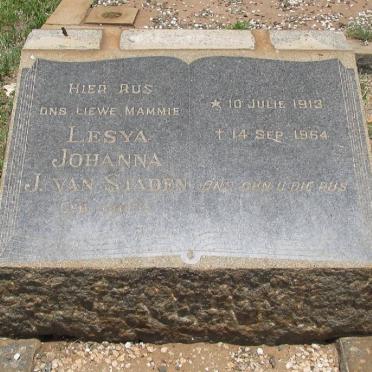 HIER RUS
ONS LIEWE MAMMIE
LESYA
JOHANNA
J. VAN STADEN
* 10 JULIE 1913
† 14 SEP. 1964
ONS GUN U DIE RUS